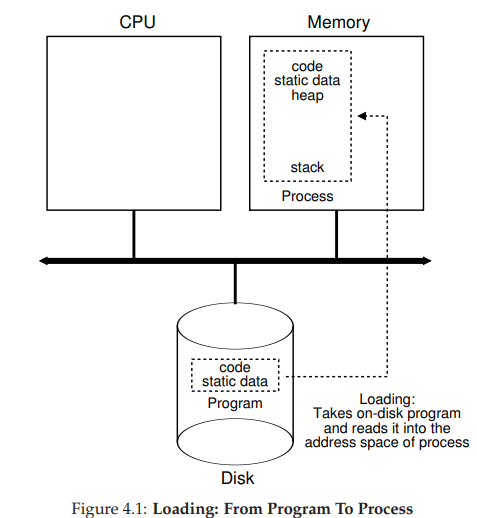 CPU
Memory
code
static data
heap
stack
Process
code
static data
Program
Loading:
Takes on-disk program
and reads it into the
address space of process
Disk
Figure 4.1: Loading: From Program To Process